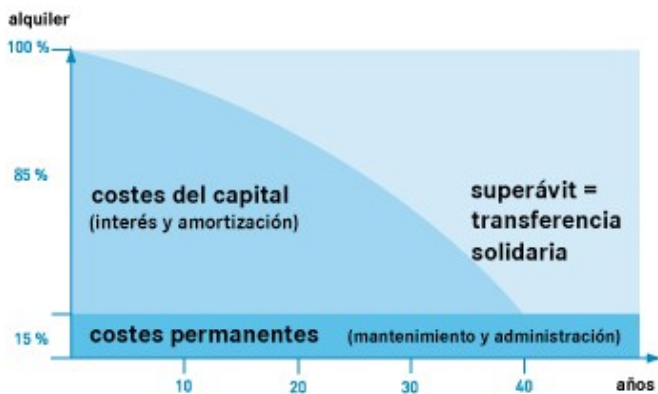 alquiler
100 %
85 %
costes del capital
(interés y amortización)
superávit =
transferencia
solidaria
15 %
costes permanentes (mantenimiento y administración)
10 20 30 40 años